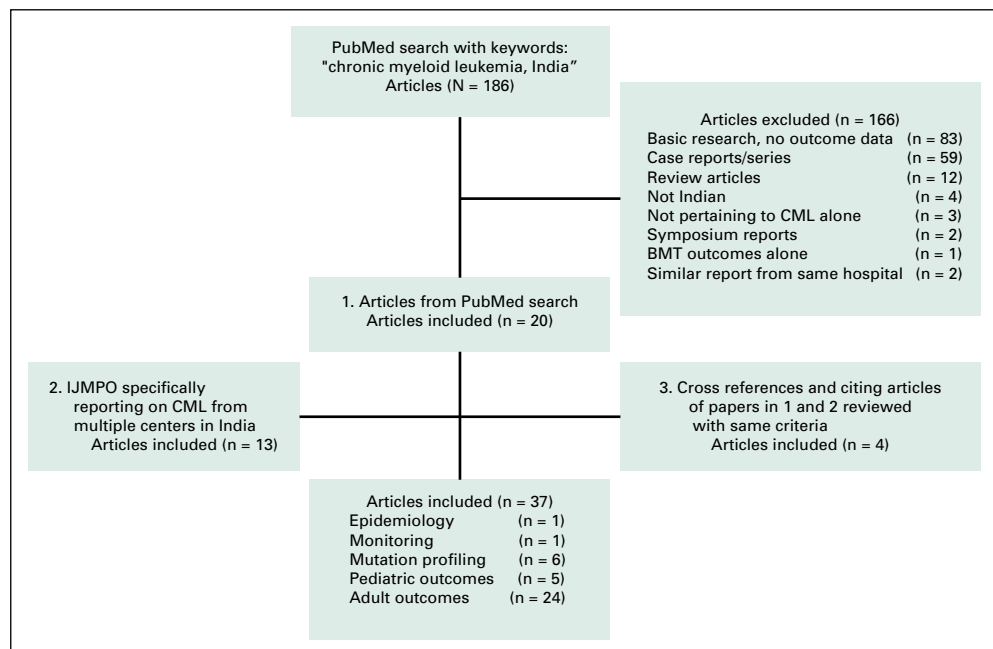 PubMed search with keywords:
"chronic myeloid leukemia, India”
Articles (N = 186)
Articles excluded (n = 166)
Basic research, no outcome data (n = 83)
Case reports/series (n = 59)
Review articles (n = 12)
Not Indian (n = 4)
Not pertaining to CML alone (n = 3)
Symposium reports (n = 2)
BMT outcomes alone (n = 1)
Similar report from same hospital (n = 2)
1. Articles from PubMed search
Articles included (n = 20)
2. IJMPO specifically
reporting on CML from
multiple centers in India
Articles included (n = 13)
3. Cross references and citing articles
of papers in 1 and 2 reviewed
with same criteria
Articles included (n = 4)
Articles included (n = 37)
Epidemiology (n = 1)
Monitoring (n = 1)
Mutation profiling (n = 6)
Pediatric outcomes (n = 5)
Adult outcomes (n = 24)